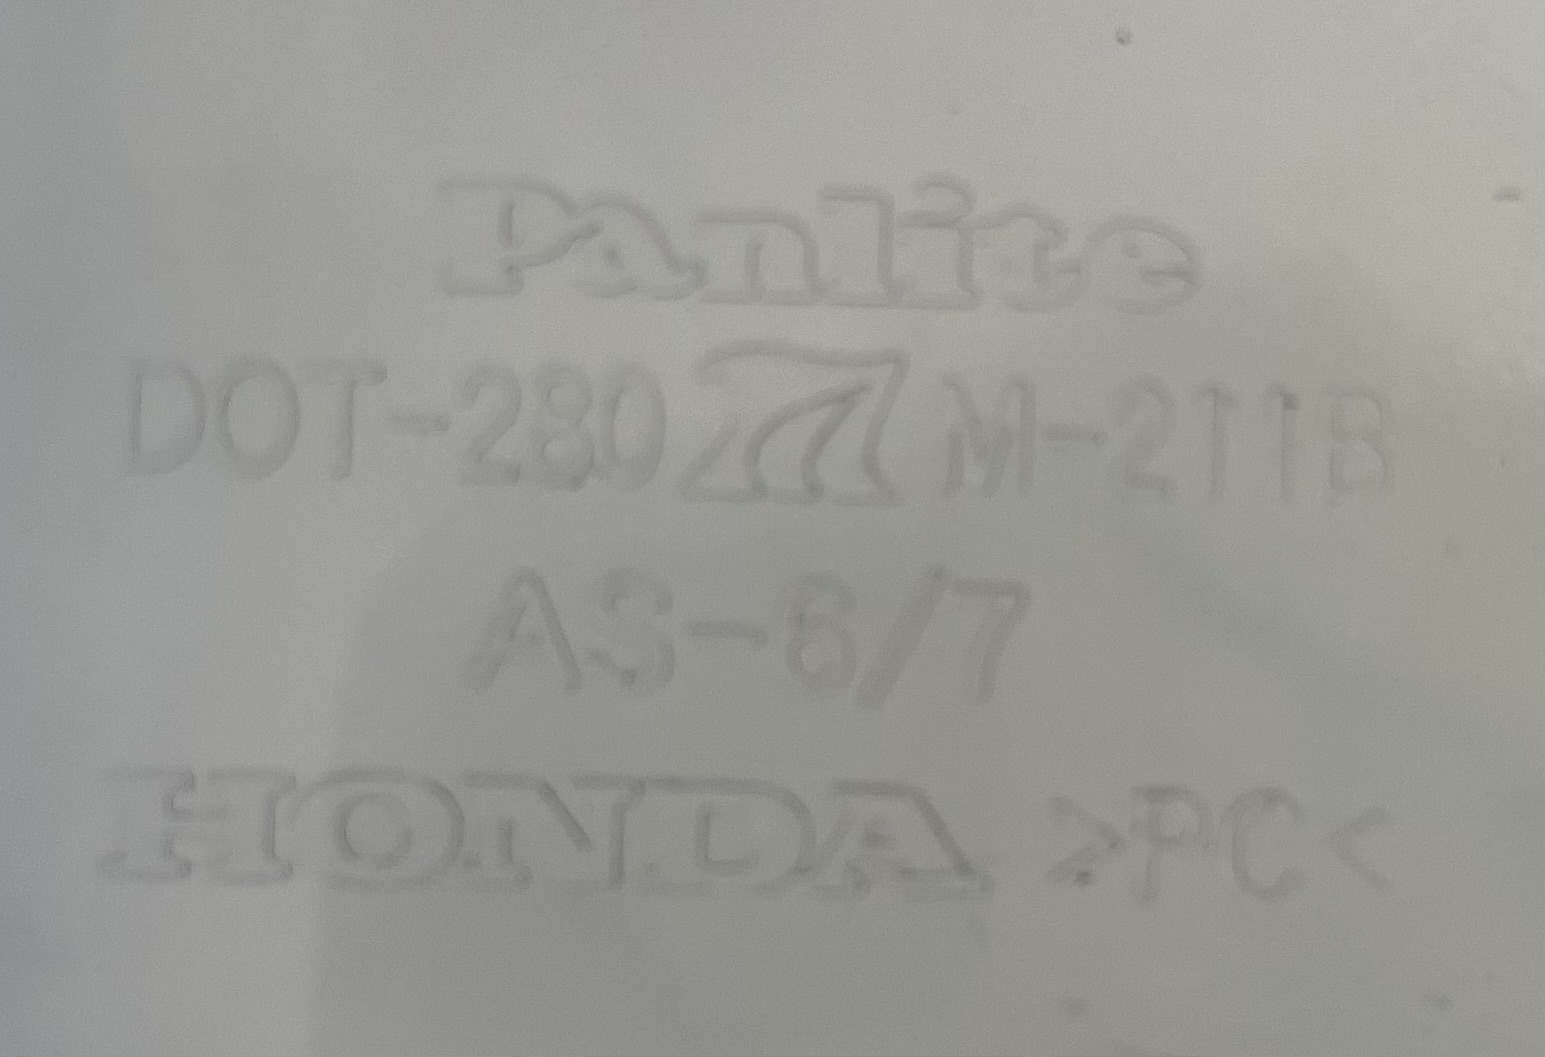 Panlite
DOT-280 M-211B
AS-6/7
HONDA >PC<